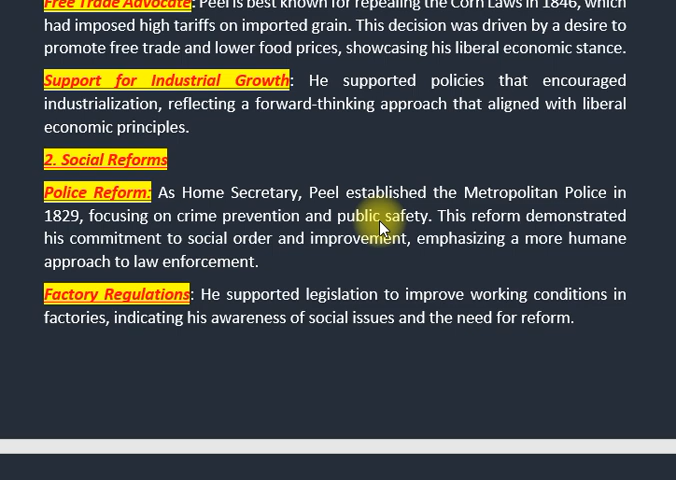 Free Trade Advocate: Peel is best known for repealing the Corn Laws in 1846, which
had imposed high tariffs on imported grain. This decision was driven by a desire to
promote free trade and lower food prices, showcasing his liberal economic stance.
Support for Industrial Growth: He supported policies that encouraged
industrialization, reflecting a forward-thinking approach that aligned with liberal
economic principles.
2. Social Reforms
Police Reform: As Home Secretary, Peel established the Metropolitan Police in
1829, focusing on crime prevention and public safety. This reform demonstrated
his commitment to social order and improvement, emphasizing a more humane
approach to law enforcement.
Factory Regulations: He supported legislation to improve working conditions in
factories, indicating his awareness of social issues and the need for reform.